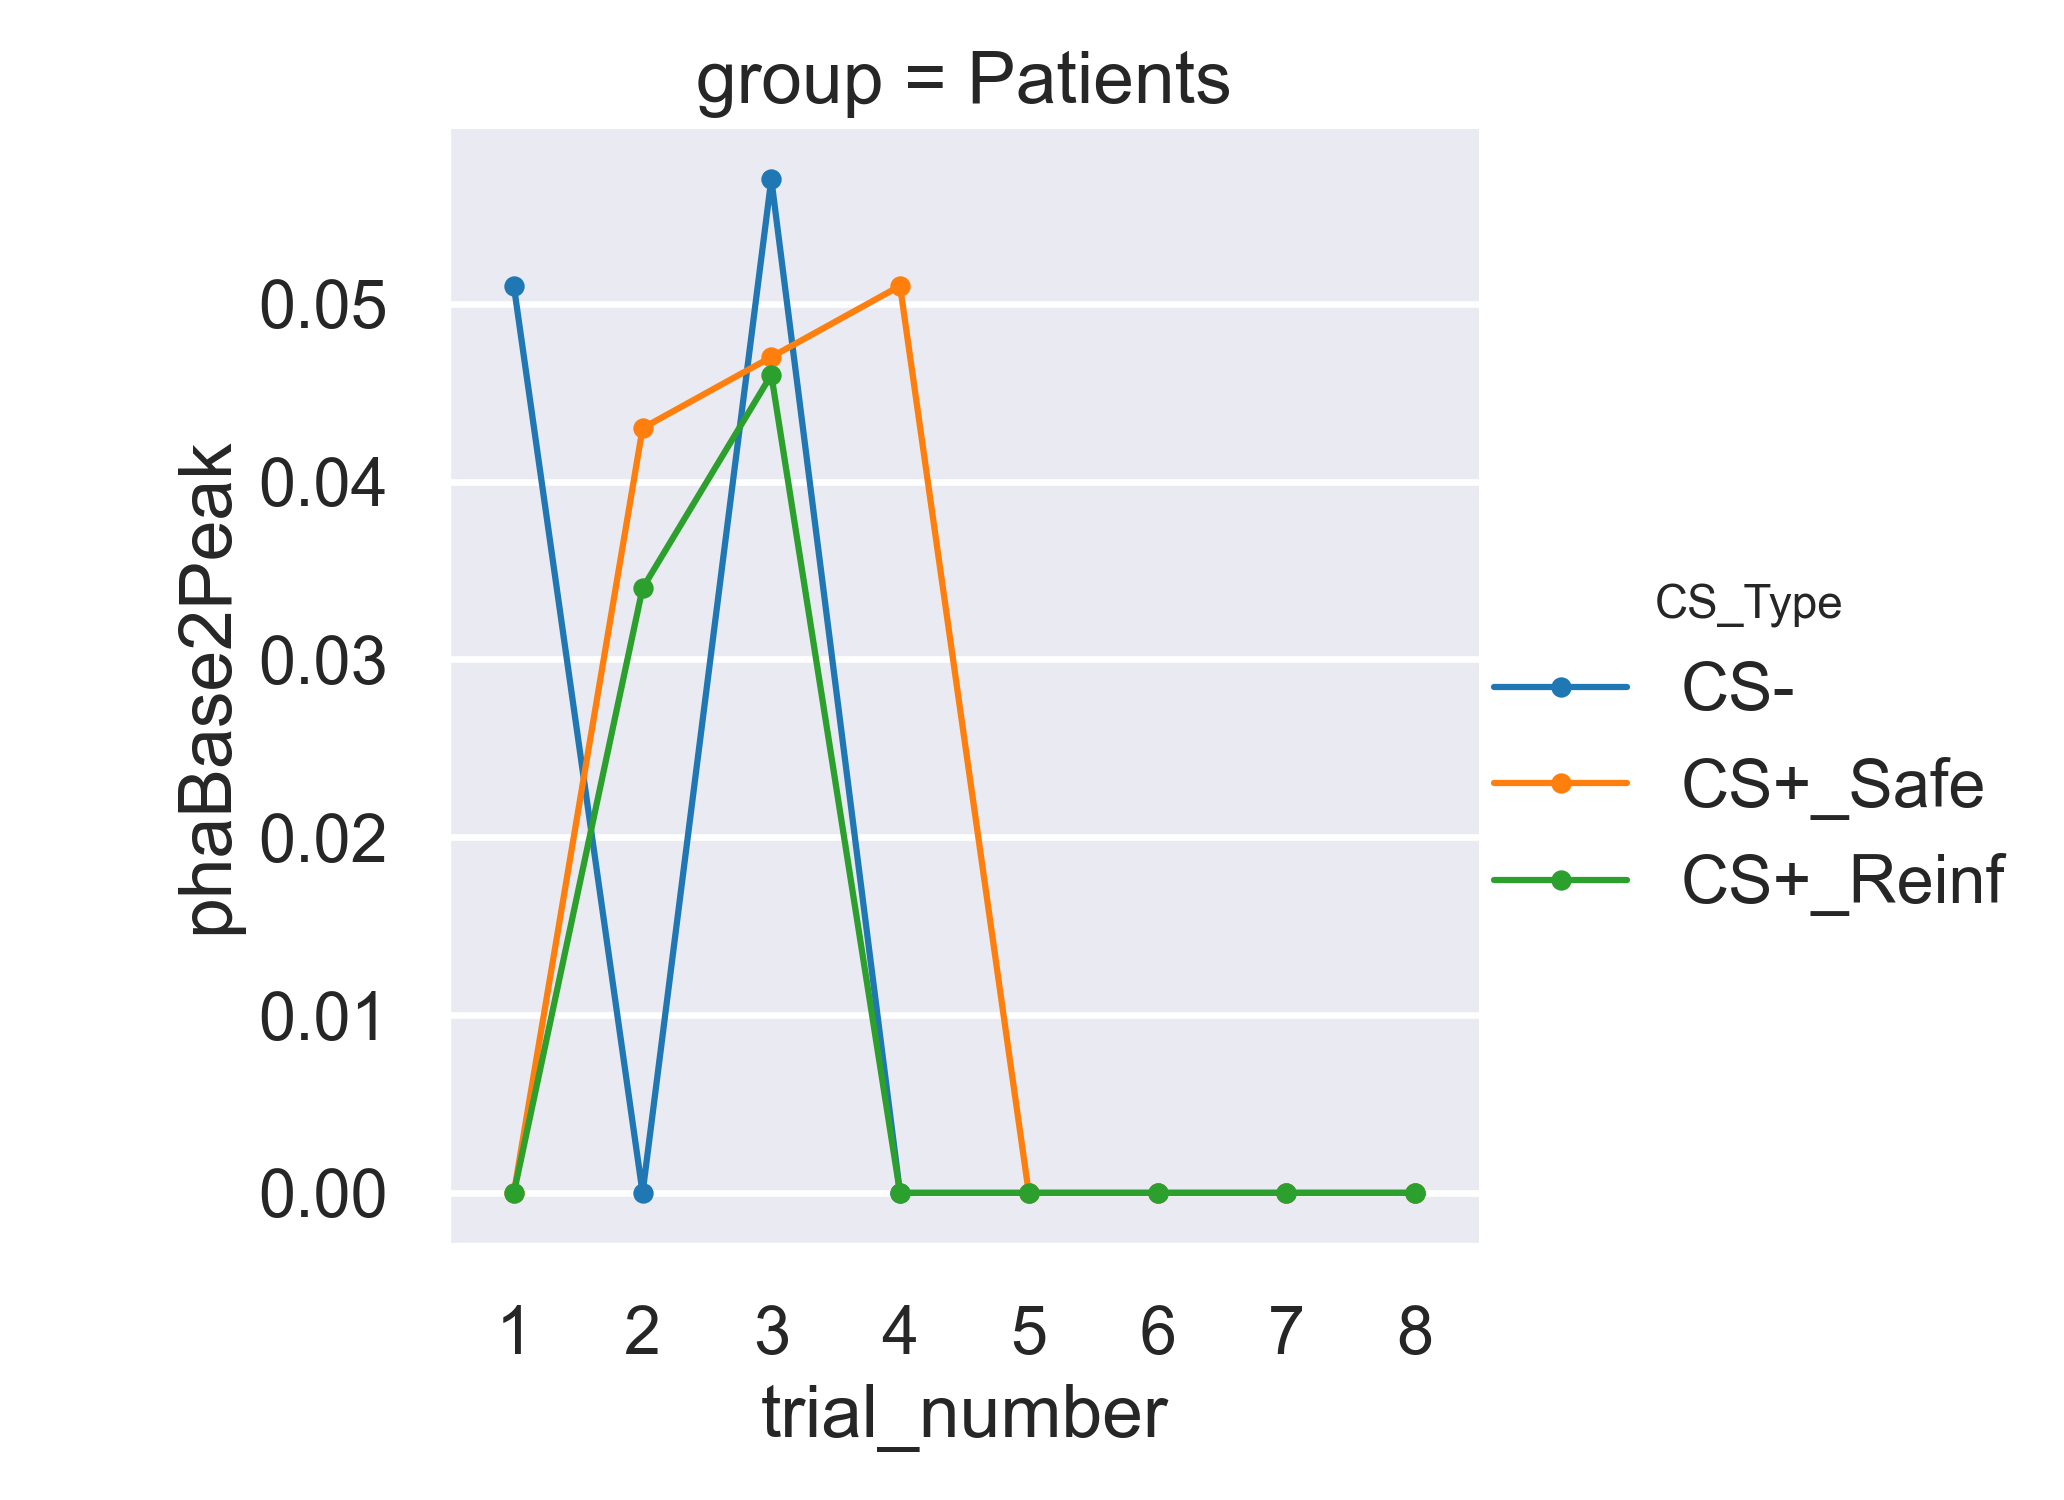 group = Patients
phaBase2Peak
0.05
0.04
0.03
0.02
0.01
0.00
1 2 3 4 5 6 7 8
trial_number
CS_Type
CS-
CS+_Safe
CS+_Reinf